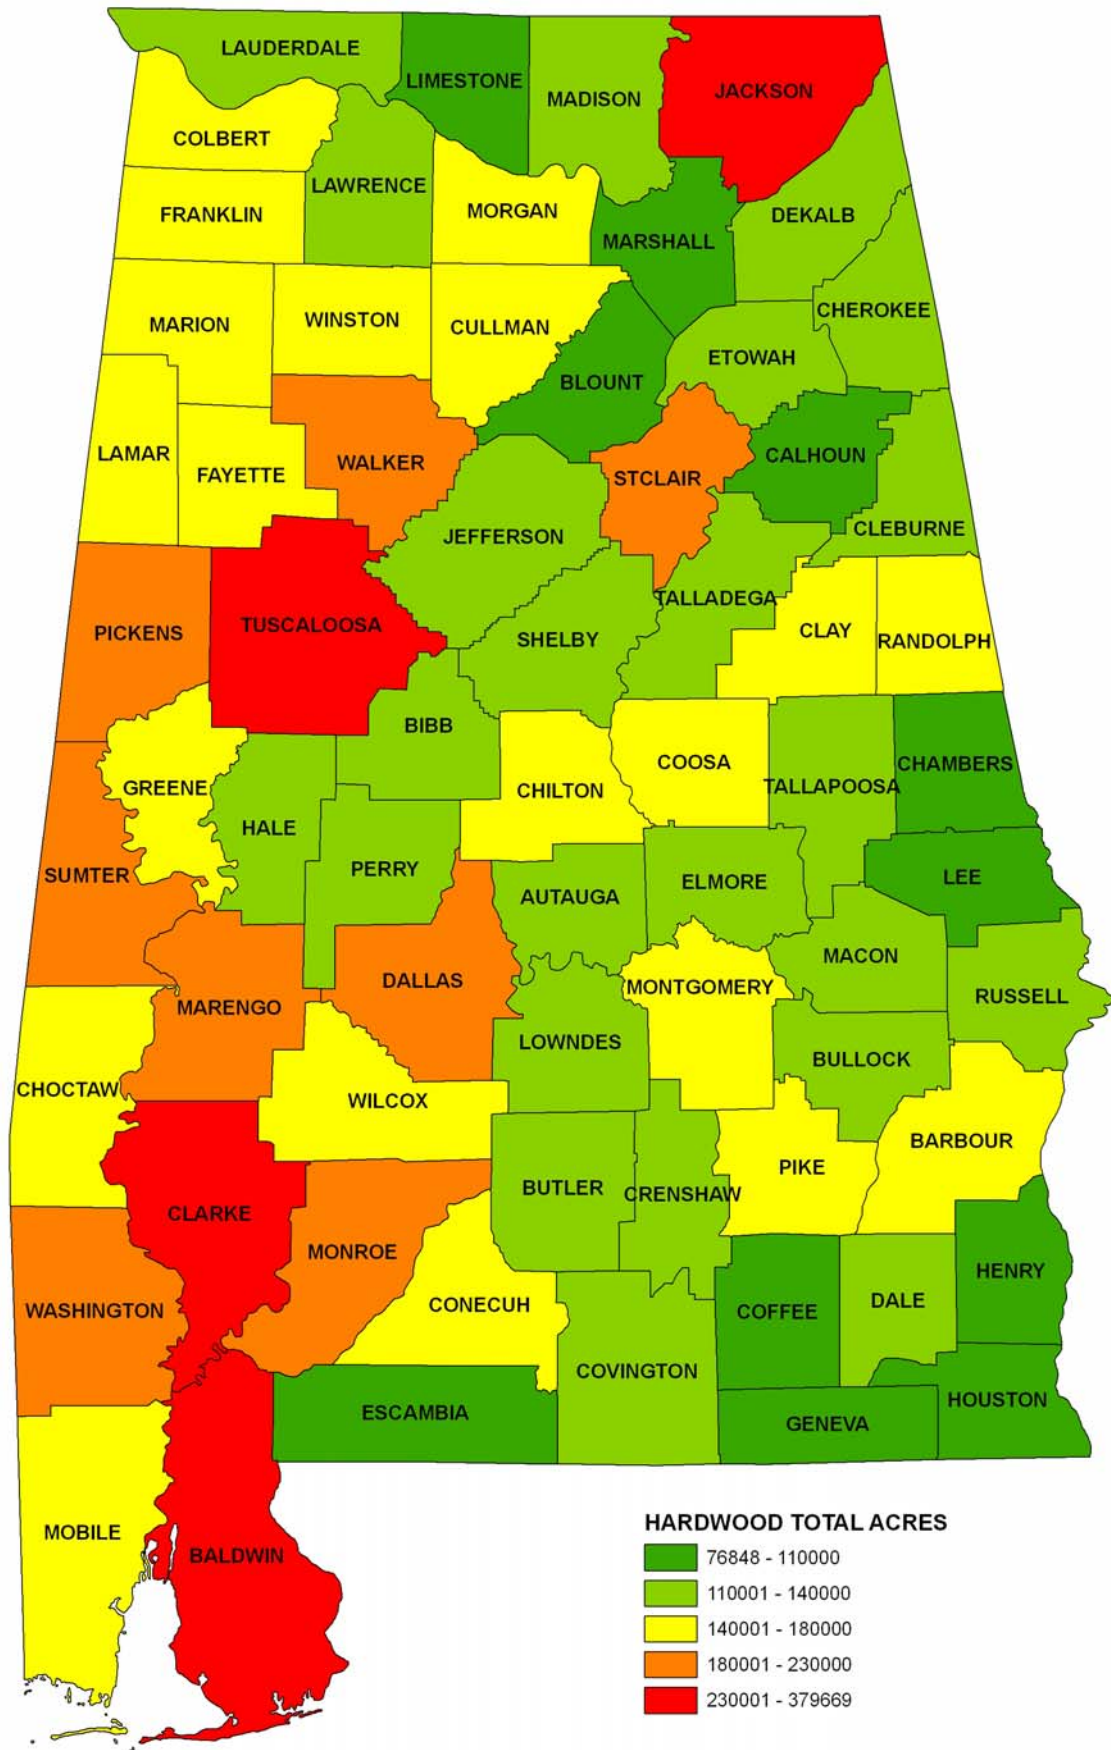 LAUDERDALE
LIMESTONE
MADISON
JACKSON
COLBERT
LAWRENCE
FRANKLIN
MORGAN
DEKALB
MARSHALL
CHEROKEE
MARION
WINSTON
CULLMAN
ETOWAH
BLOUNT
LAMAR
FAYETTE
WALKER
STCLAIR
CALHOUN
CLEBURNE
JEFFERSON
TALLADEGA
PICKENS
TUSCALOOSA
SHELBY
CLAY
RANDOLPH
BIBB
COOSA
CHAMBERS
GREENE
CHILTON
TALLAPOOSA
HALE
SUMTER
PERRY
AUTAUGA
ELMORE
LEE
MACON
DALLAS
MONTGOMERY
RUSSELL
MARENGO
LOWNDES
BULLOCK
CHOCTAW
WILCOX
BARBOUR
PIKE
BUTLER
CRENSHAW
CLARKE
MONROE
HENRY
WASHINGTON
CONECUH
COFFEE
DALE
COVINGTON
HOUSTON
ESCAMBIA
GENEVA
MOBILE
BALDWIN
HARDWOOD TOTAL ACRES
76848 - 110000
110001 - 140000
140001 - 180000
180001 - 230000
230001 - 379669